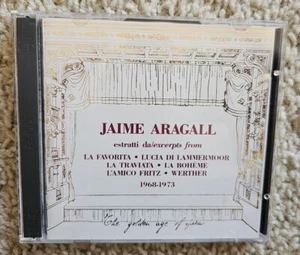 JAIME ARAGALL
estratti da/excerpts from
LA FAVORITA • LUCIA DI LAMMERMOOR
LA TRAVIATA • LA BOHEME
L'AMICO FRITZ • WERTHER
1968-1973
The golden age of opera